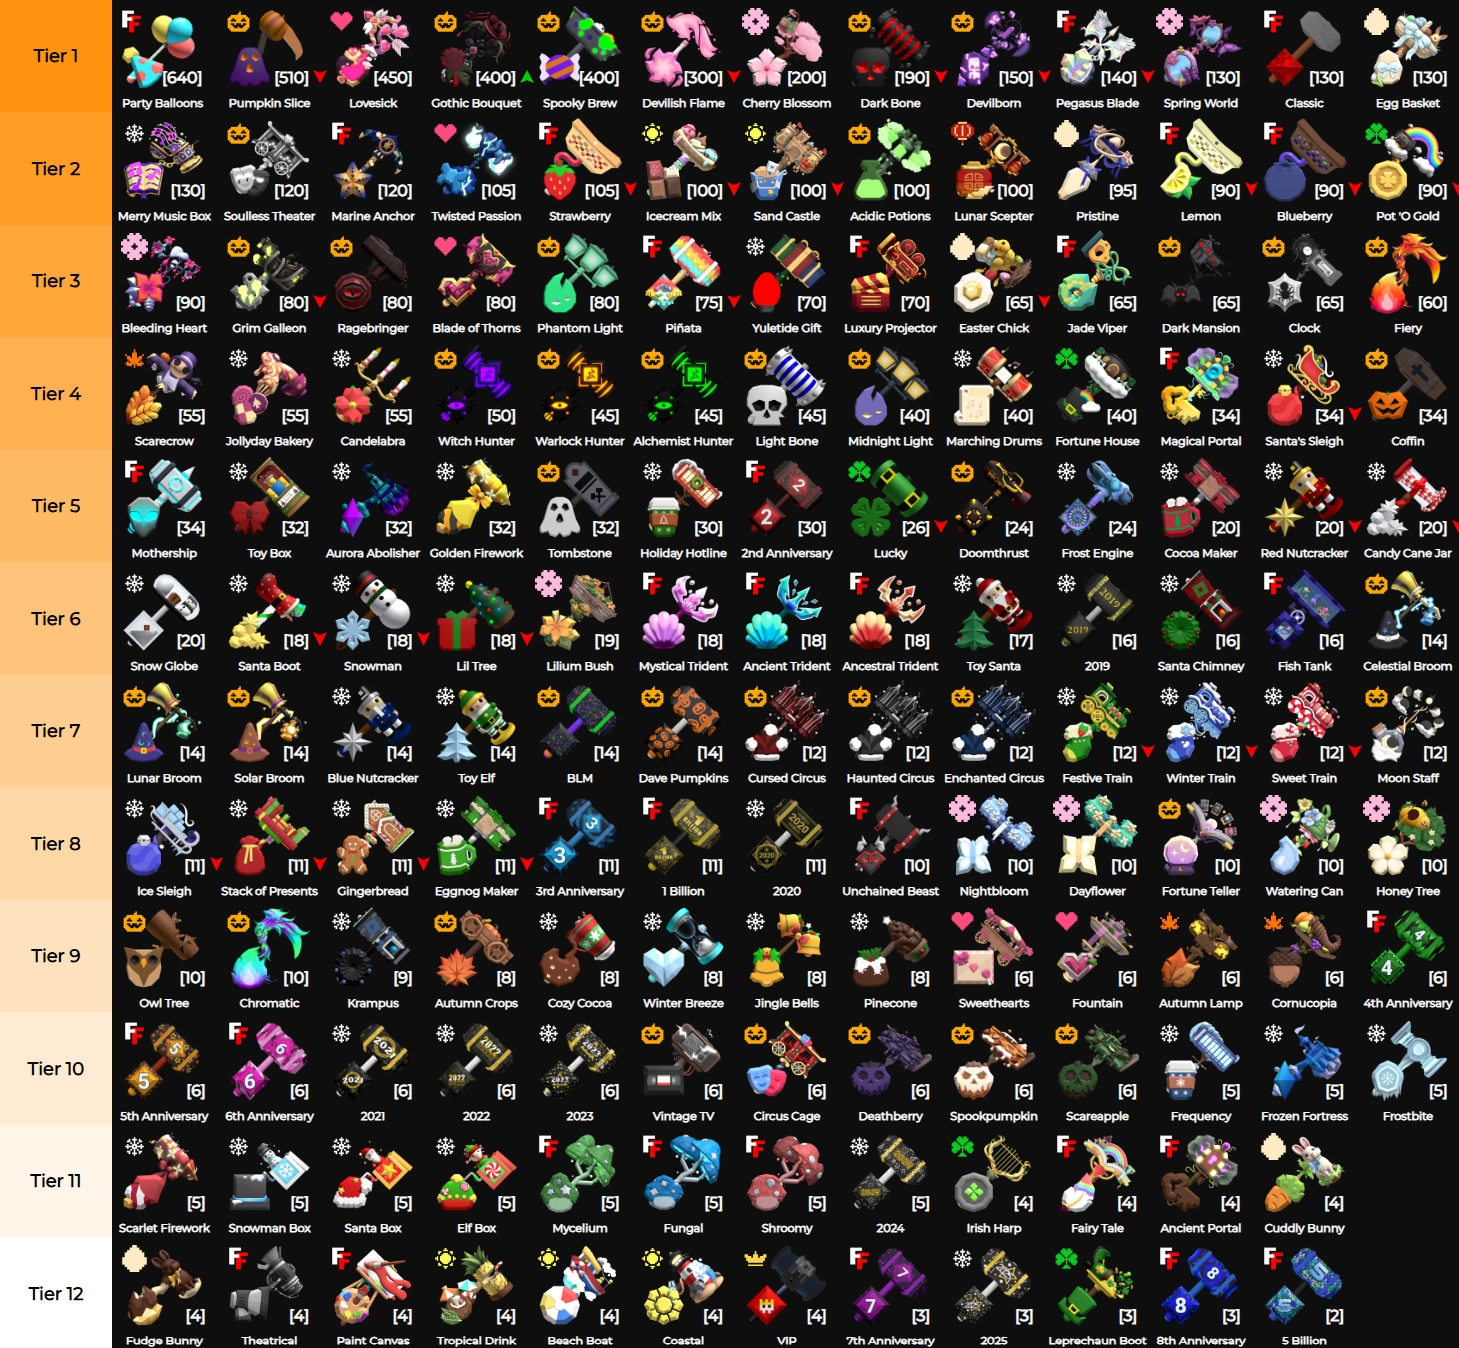 Tier 1
[640] [510] [450] [400] [400] [300] [200] [190] [150] [140] [130] [130] [130]
Party Balloons Pumpkin Slice Lovesick Gothic Bouquet Spooky Brew Devilish Flame Cherry Blossom Dark Bone Devilborn Pegasus Blade Spring World Classic Egg Basket
Tier 2
[130] [120] [120] [105] [105] [100] [100] [100] [100] [95] [90] [90] [90]
Merry Music Box Soulless Theater Marine Anchor Twisted Passion Strawberry Icecream Mix Sand Castle Acidic Potions Lunar Scepter Pristine Lemon Blueberry Pot 'O Gold
Tier 3
[90] [80] [80] [80] [80] [75] [70] [70] [65] [65] [65] [65] [60]
Bleeding Heart Grim Galleon Ragebringer Blade of Thorns Phantom Light Piñata Yuletide Gift Luxury Projector Easter Chick Jade Viper Dark Mansion Clock Fiery
Tier 4
[55] [55] [55] [50] [45] [45] [45] [40] [40] [40] [34] [34] [34]
Scarecrow Jollyday Bakery Candelabra Witch Hunter Warlock Hunter Alchemist Hunter Light Bone Midnight Light Marching Drums Fortune House Magical Portal Santa's Sleigh Coffin
Tier 5
[34] [32] [32] [32] [32] [30] [30] [26] [24] [24] [20] [20] [20]
Mothership Toy Box Aurora Abolisher Golden Firework Tombstone Holiday Hotline 2nd Anniversary Lucky Doomthrust Frost Engine Cocoa Maker Red Nutcracker Candy Cane Jar
Tier 6
[20] [18] [18] [18] [19] [18] [18] [18] [17] [16] [16] [16] [14]
Snow Globe Santa Boot Snowman Lil Tree Lilium Bush Mystical Trident Ancient Trident Ancestral Trident Toy Santa 2019 Santa Chimney Fish Tank Celestial Broom
Tier 7
[14] [14] [14] [14] [14] [14] [12] [12] [12] [12] [12] [12] [12]
Lunar Broom Solar Broom Blue Nutcracker Toy Elf BLM Dave Pumpkins Cursed Circus Haunted Circus Enchanted Circus Festive Train Winter Train Sweet Train Moon Staff
Tier 8
[11] [11] [11] [11] [11] [11] [11] [10] [10] [10] [10] [10] [10]
Ice Sleigh Stack of Presents Gingerbread Eggnog Maker 3rd Anniversary 1 Billion 2020 Unchained Beast Nightbloom Dayflower Fortune Teller Watering Can Honey Tree
Tier 9
[10] [10] [9] [8] [8] [8] [8] [8] [6] [6] [6] [6] [6]
Owl Tree Chromatic Krampus Autumn Crops Cozy Cocoa Winter Breeze Jingle Bells Pinecone Sweethearts Fountain Autumn Lamp Cornucopia 4th Anniversary
Tier 10
[6] [6] [6] [6] [6] [6] [6] [6] [6] [6] [5] [5] [5]
5th Anniversary 6th Anniversary 2021 2022 2023 Vintage TV Circus Cage Deathberry Spookpumpkin Scareapple Frequency Frozen Fortress Frostbite
Tier 11
[5] [5] [5] [5] [5] [5] [5] [5] [4] [4] [4] [4]
Scarlet Firework Snowman Box Santa Box Elf Box Mycelium Fungal Shroomy 2024 Irish Harp Fairy Tale Ancient Portal Cuddly Bunny
Tier 12
[4] [4] [4] [4] [4] [4] [4] [3] [3] [3] [3] [2]
Fudge Bunny Theatrical Paint Canvas Tropical Drink Beach Boat Coastal VIP 7th Anniversary 2025 Leprechaun Boot 8th Anniversary 5 Billion